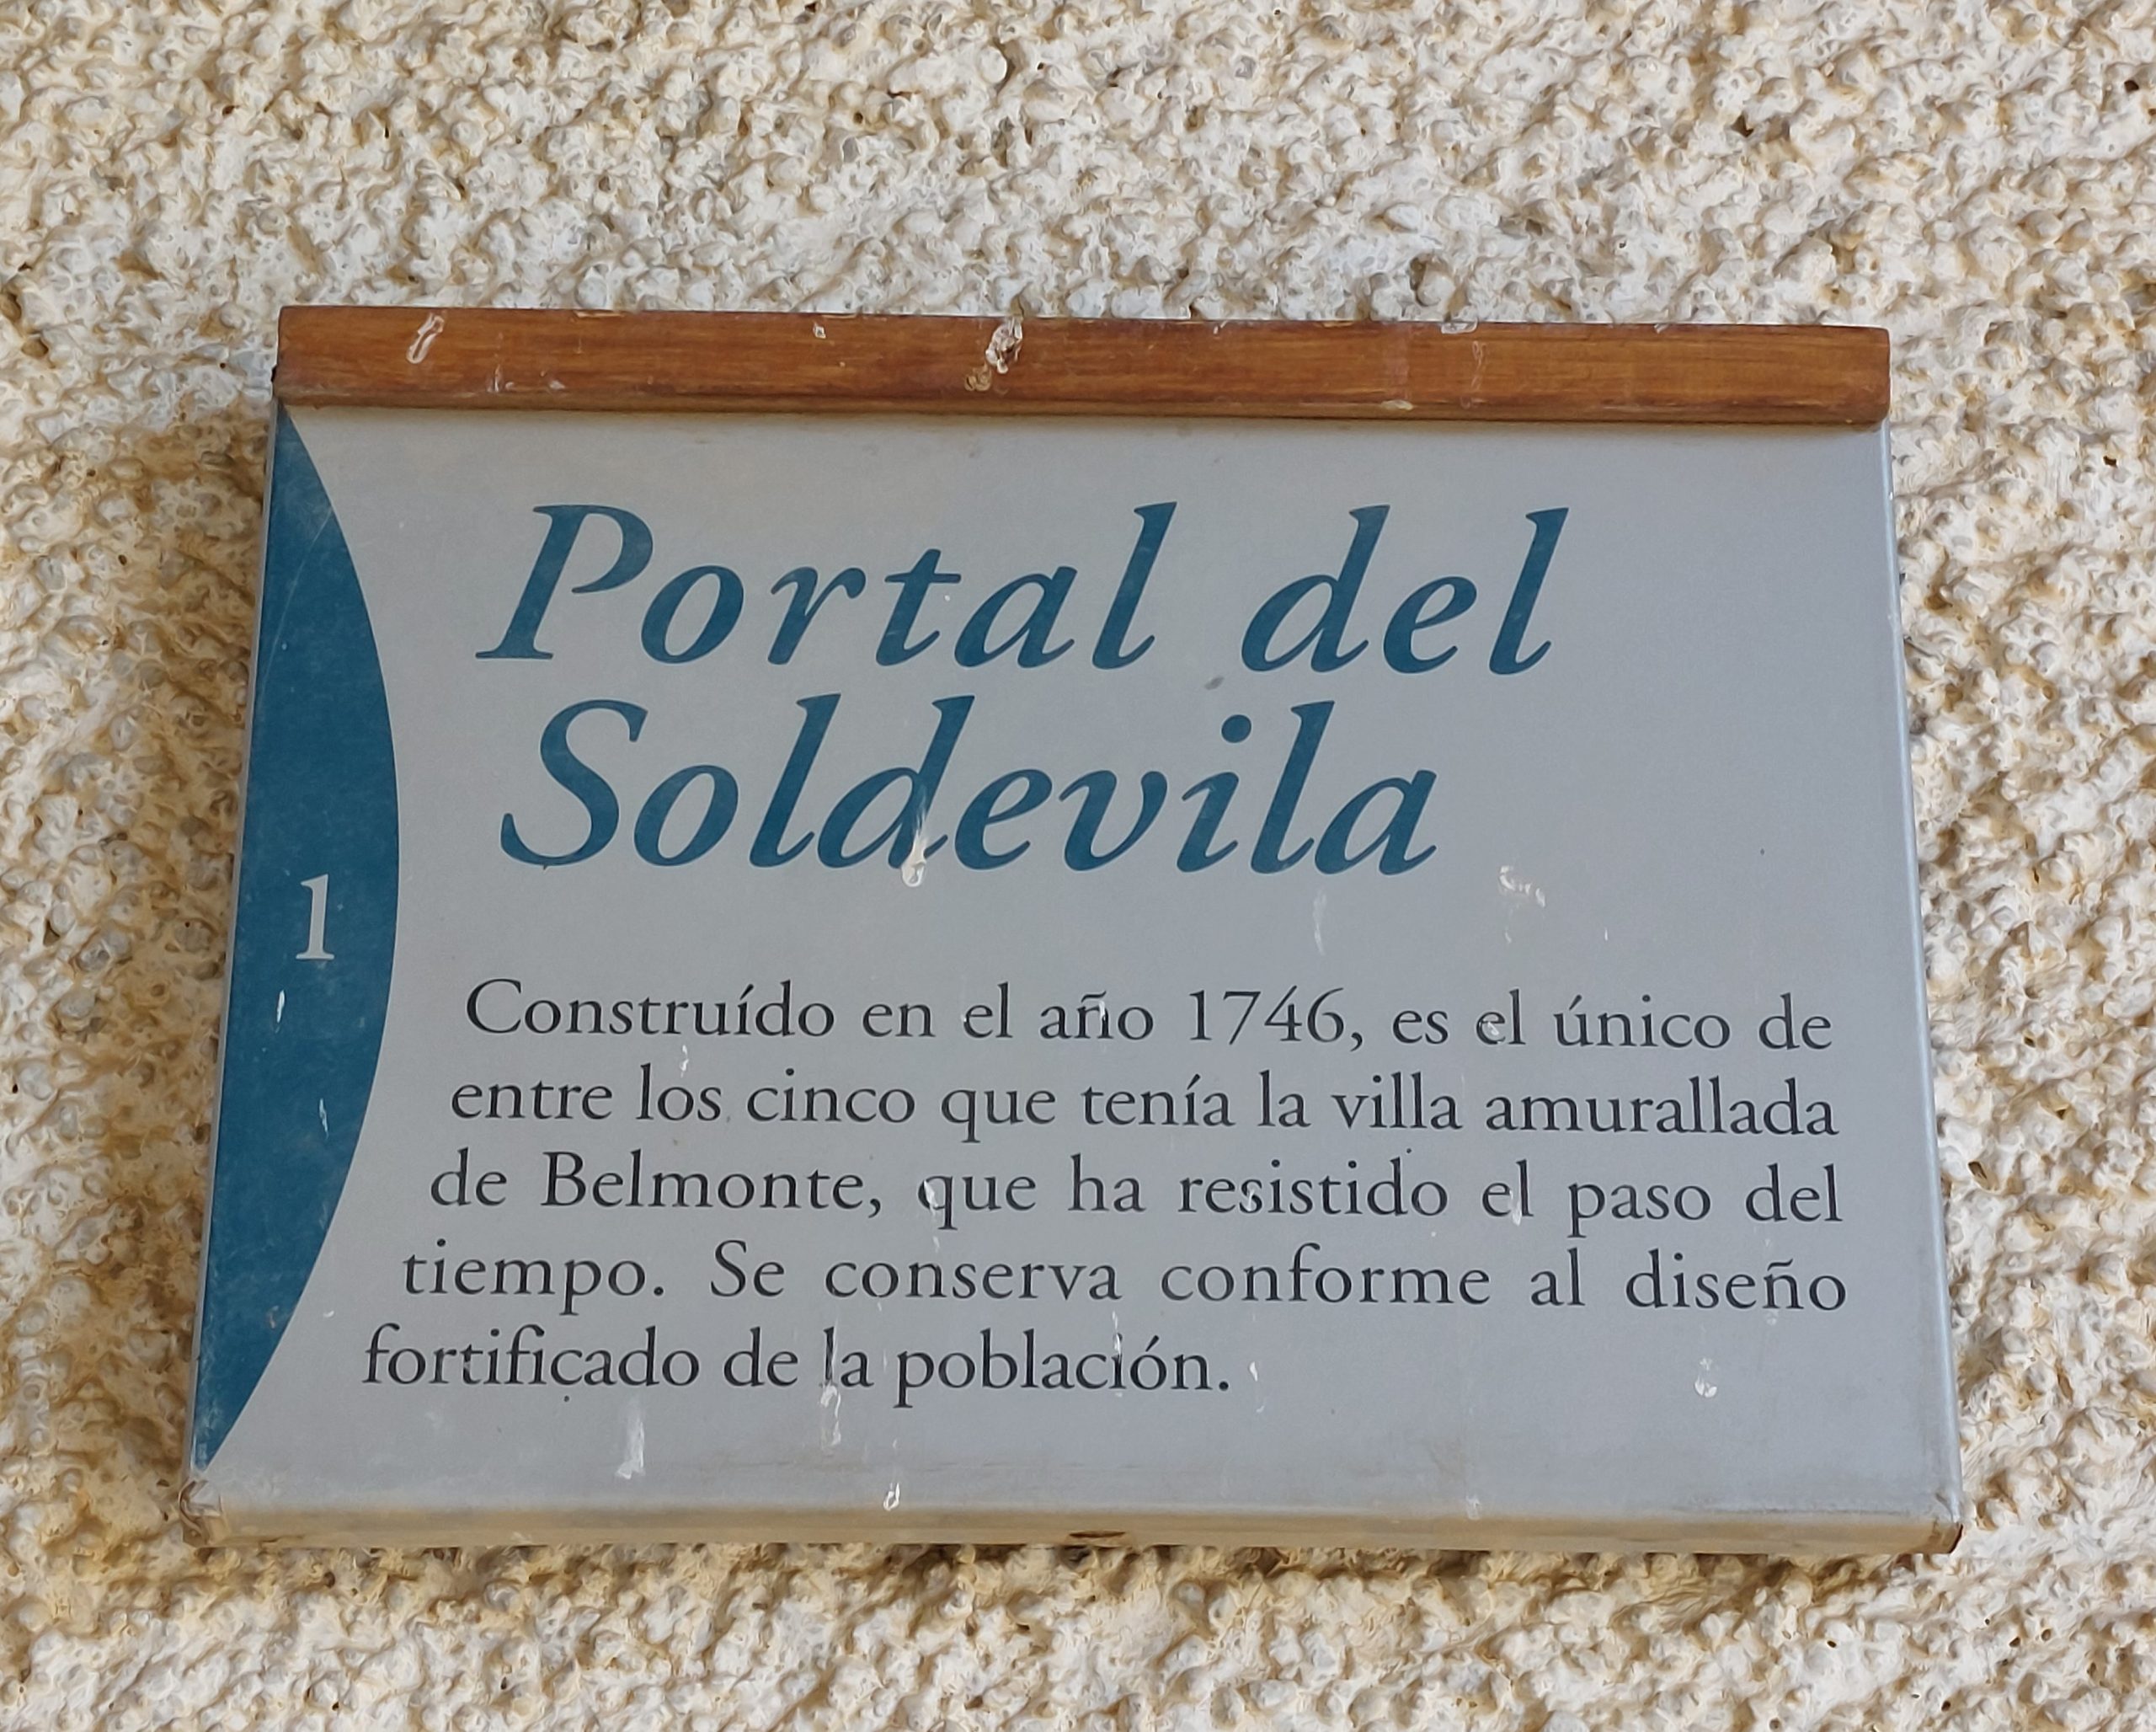 Portal del
Soldevila
1
Construído en el año 1746, es el único de
entre los cinco que tenía la villa amurallada
de Belmonte, que ha resistido el paso del
tiempo. Se conserva conforme al diseño
fortificado de la población.